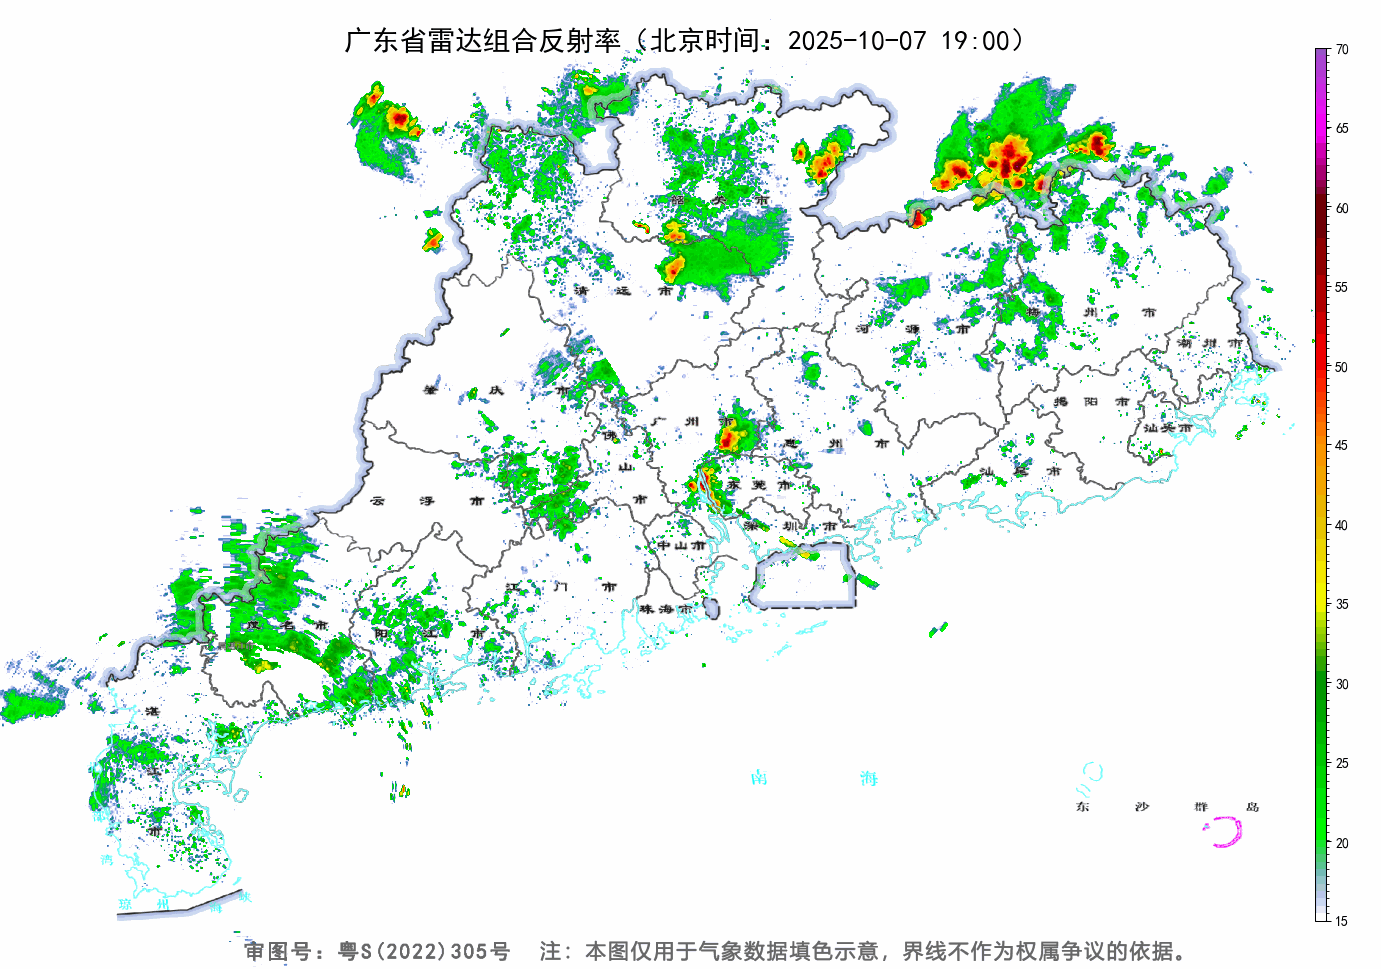 广东省雷达组合反射率（北京时间：2025-10-07 19:00）
70
65
60
55
50
45
40
35
30
25
20
15
韶 关 市
清 远 市
河 源 市
梅 州 市
潮 州 市
肇 庆 市
广 州 市
揭 阳 市
汕头市
佛 山 市
惠 州 市
汕 尾 市
云 浮 市
东 莞 市
深 圳 市
中山市
江 门 市
珠海市
茂 名 市
阳 江 市
湛 江 市
南 海
东 沙 群 岛
湾
琼 州 海 峡
审图号：粤S(2022)305号 注：本图仅用于气象数据填色示意，界线不作为权属争议的依据。